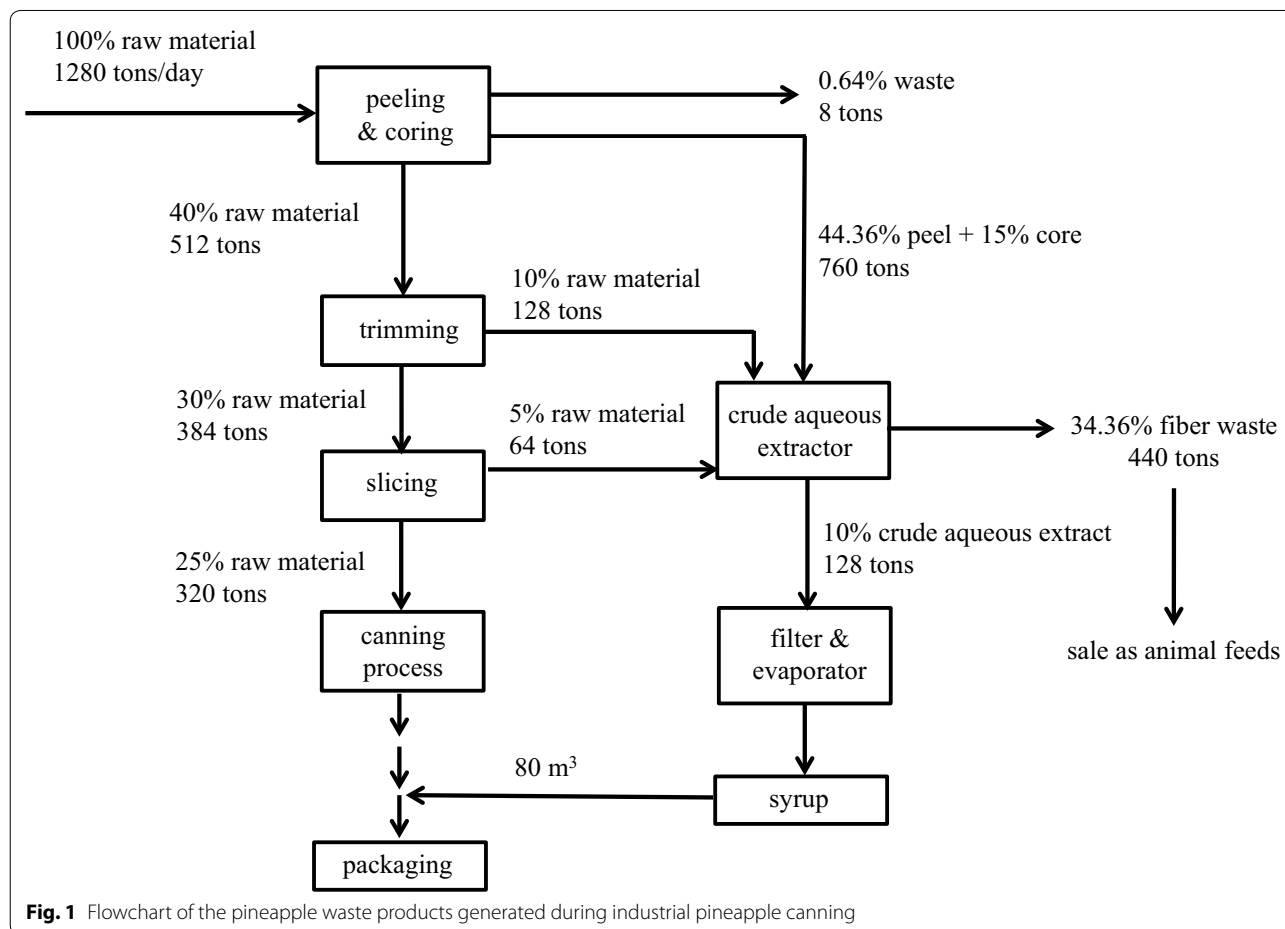 100% raw material
1280 tons/day
peeling
& coring
0.64% waste
8 tons
40% raw material
512 tons
44.36% peel + 15% core
760 tons
10% raw material
128 tons
trimming
30% raw material
384 tons
5% raw material
64 tons
crude aqueous
extractor
34.36% fiber waste
440 tons
slicing
10% crude aqueous extract
128 tons
25% raw material
320 tons
canning
process
filter &
evaporator
sale as animal feeds
80 m³
syrup
packaging
Fig. 1 Flowchart of the pineapple waste products generated during industrial pineapple canning